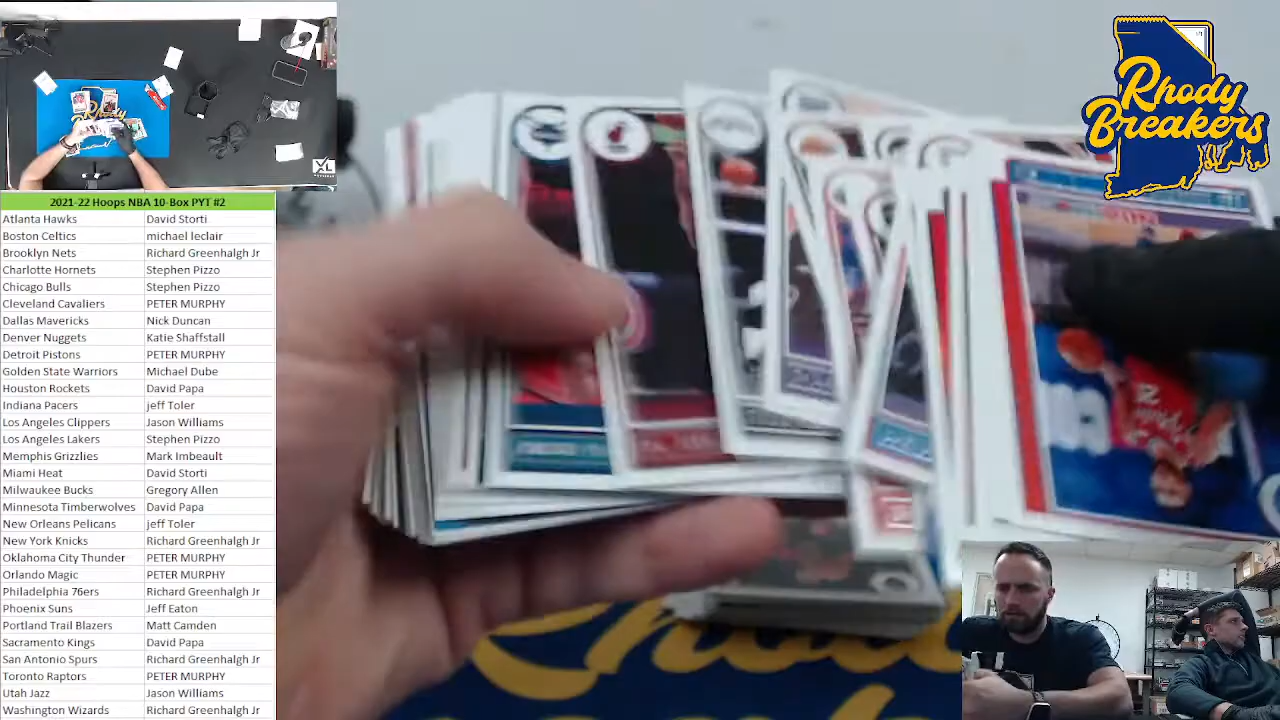 Rhody
Breakers
2021-22 Hoops NBA 10-Box PYT #2
Atlanta Hawks David Storti
Boston Celtics michael leclair
Brooklyn Nets Richard Greenhalgh Jr
Charlotte Hornets Stephen Pizzo
Chicago Bulls Stephen Pizzo
Cleveland Cavaliers PETER MURPHY
Dallas Mavericks Nick Duncan
Denver Nuggets Katie Shaffstall
Detroit Pistons PETER MURPHY
Golden State Warriors Michael Dube
Houston Rockets David Papa
Indiana Pacers jeff Toler
Los Angeles Clippers Jason Williams
Los Angeles Lakers Stephen Pizzo
Memphis Grizzlies Mark Imbeault
Miami Heat David Storti
Milwaukee Bucks Gregory Allen
Minnesota Timberwolves David Papa
New Orleans Pelicans jeff Toler
New York Knicks Richard Greenhalgh Jr
Oklahoma City Thunder PETER MURPHY
Orlando Magic PETER MURPHY
Philadelphia 76ers Richard Greenhalgh Jr
Phoenix Suns Jeff Eaton
Portland Trail Blazers Matt Camden
Sacramento Kings David Papa
San Antonio Spurs Richard Greenhalgh Jr
Toronto Raptors PETER MURPHY
Utah Jazz Jason Williams
Washington Wizards Richard Greenhalgh Jr